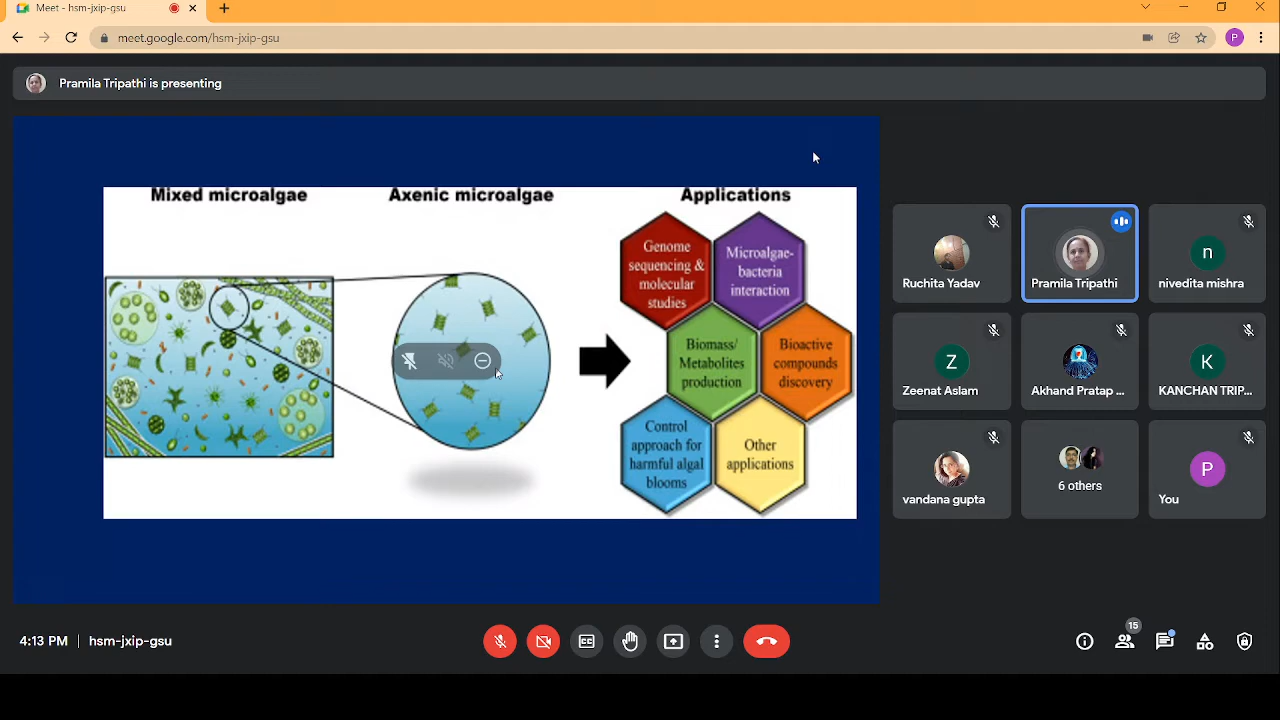 Meet - hsm-jxip-gsu
meet.google.com/hsm-jxip-gsu
P
Pramila Tripathi is presenting
Mixed microalgae
Axenic microalgae
Applications
Genome
sequencing &
molecular
studies
Microalgae-
bacteria
interaction
Biomass/
Metabolites
production
Bioactive
compounds
discovery
Control
approach for
harmful algal
blooms
Other
applications
Ruchita Yadav
Pramila Tripathi
n
nivedita mishra
Z
Zeenat Aslam
Akhand Pratap ...
K
KANCHAN TRIP...
vandana gupta
6 others
P
You
4:13 PM | hsm-jxip-gsu
CC
15